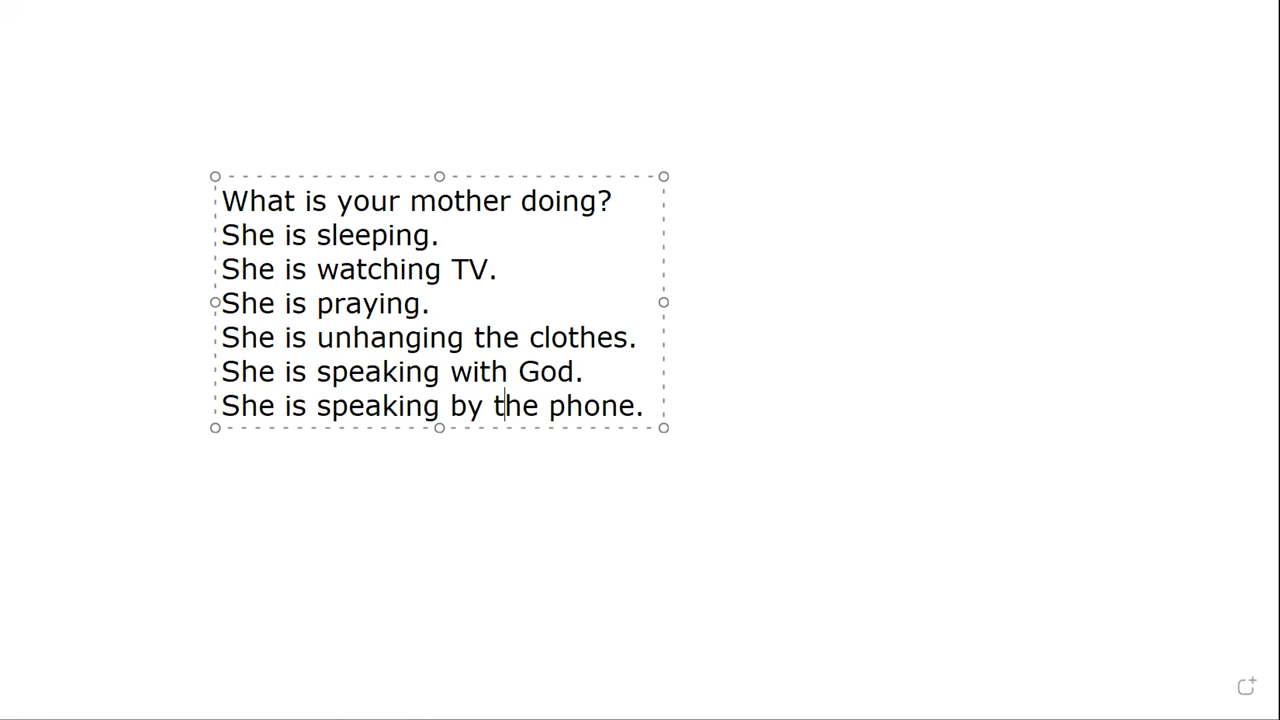 What is your mother doing?
She is sleeping.
She is watching TV.
She is praying.
She is unhanging the clothes.
She is speaking with God.
She is speaking by the phone.